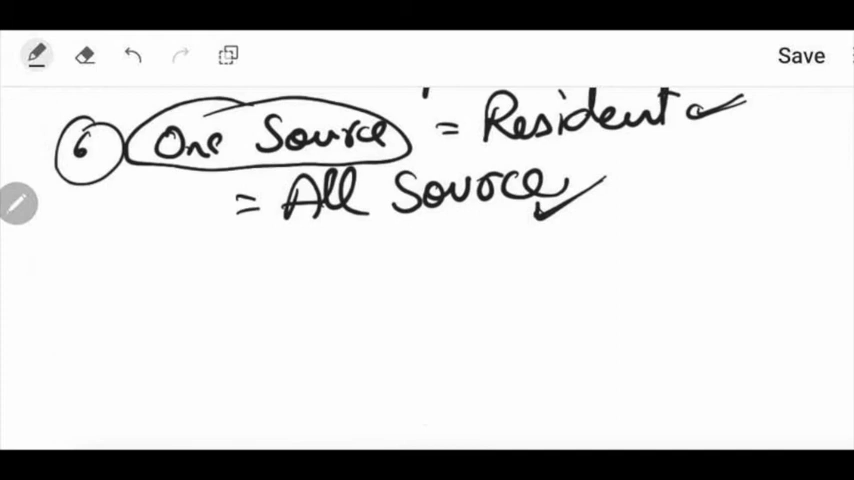 Save
6 One Source = Resident
= All Source